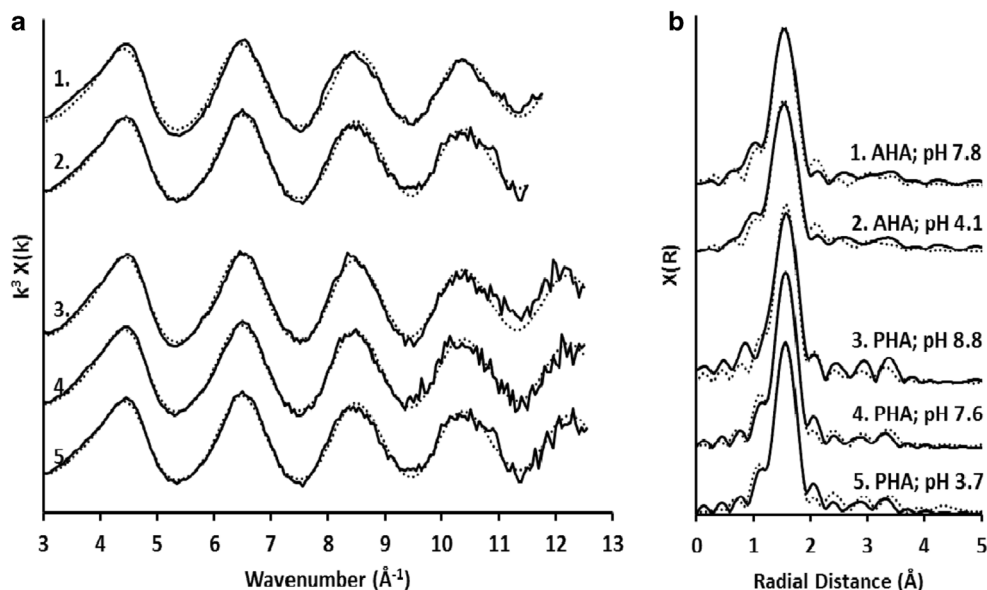 a
k³ X(k)
1.
2.
3.
4
5
3 4 5 6 7 8 9 10 11 12 13
Wavenumber (Å⁻¹)
b
X(R)
1. AHA; pH 7.8
2. AHA; pH 4.1
3. PHA; pH 8.8
4. PHA; pH 7.6
5. PHA; pH 3.7
0 1 2 3 4 5
Radial Distance (Å)